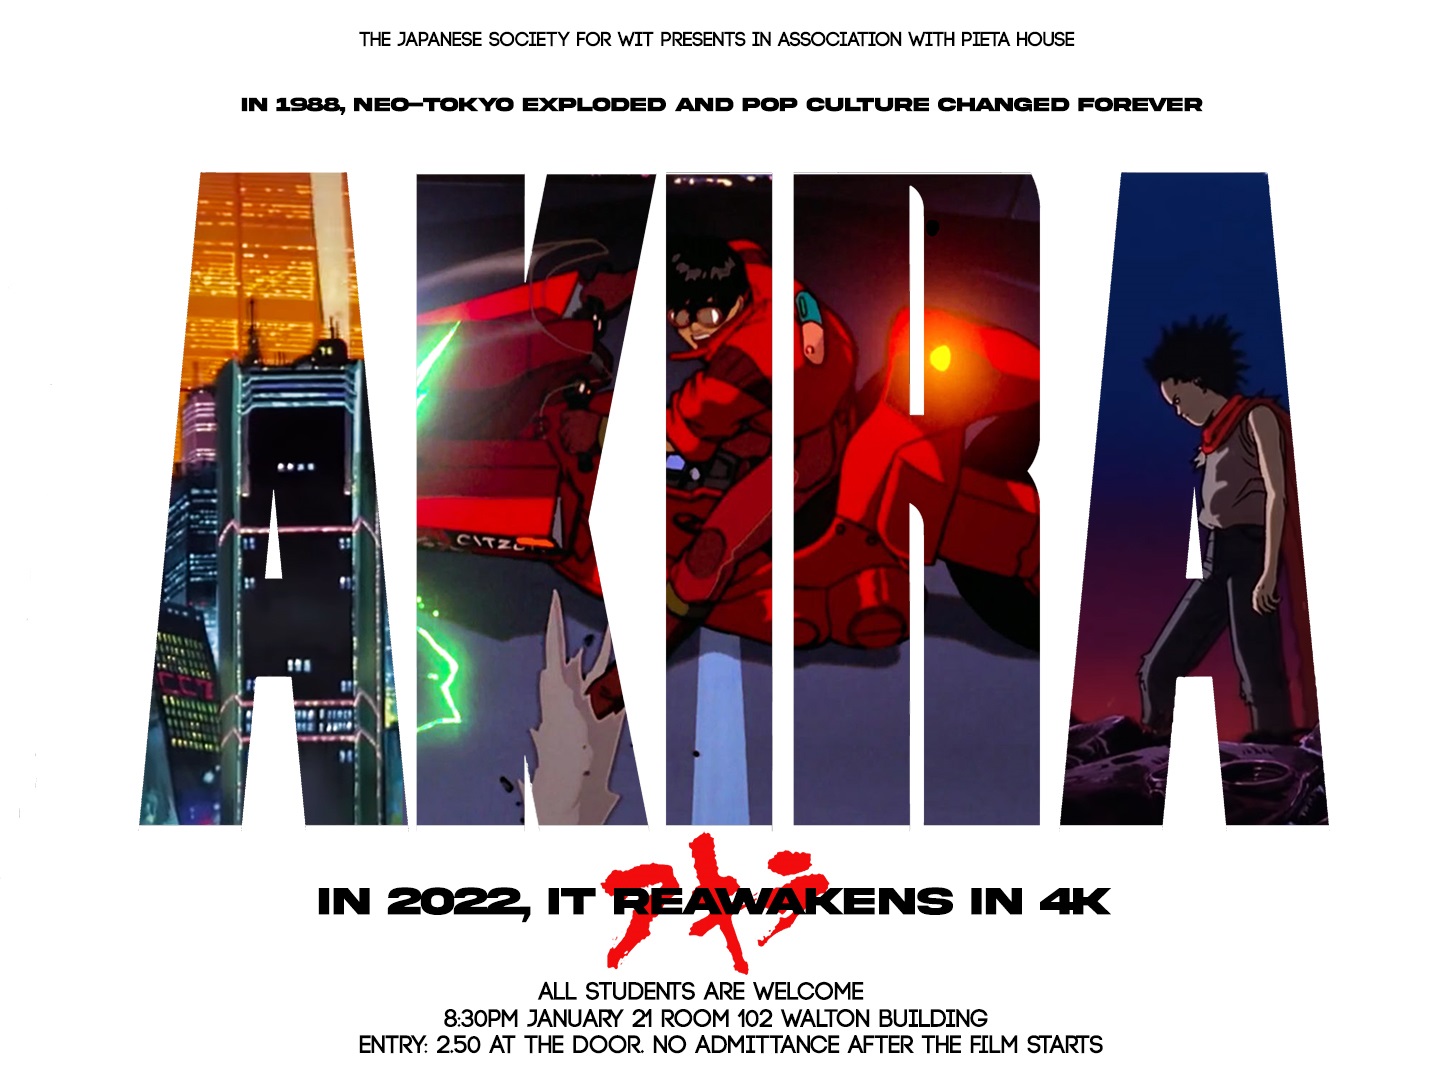 THE JAPANESE SOCIETY FOR WIT PRESENTS IN ASSOCIATION WITH PIETA HOUSE
IN 1988, NEO-TOKYO EXPLODED AND POP CULTURE CHANGED FOREVER
AKIRA
CITIZEN
アキラ
IN 2022, IT REAWAKENS IN 4K
ALL STUDENTS ARE WELCOME
8:30PM JANUARY 21 ROOM 102 WALTON BUILDING
ENTRY: 2.50 AT THE DOOR. NO ADMITTANCE AFTER THE FILM STARTS